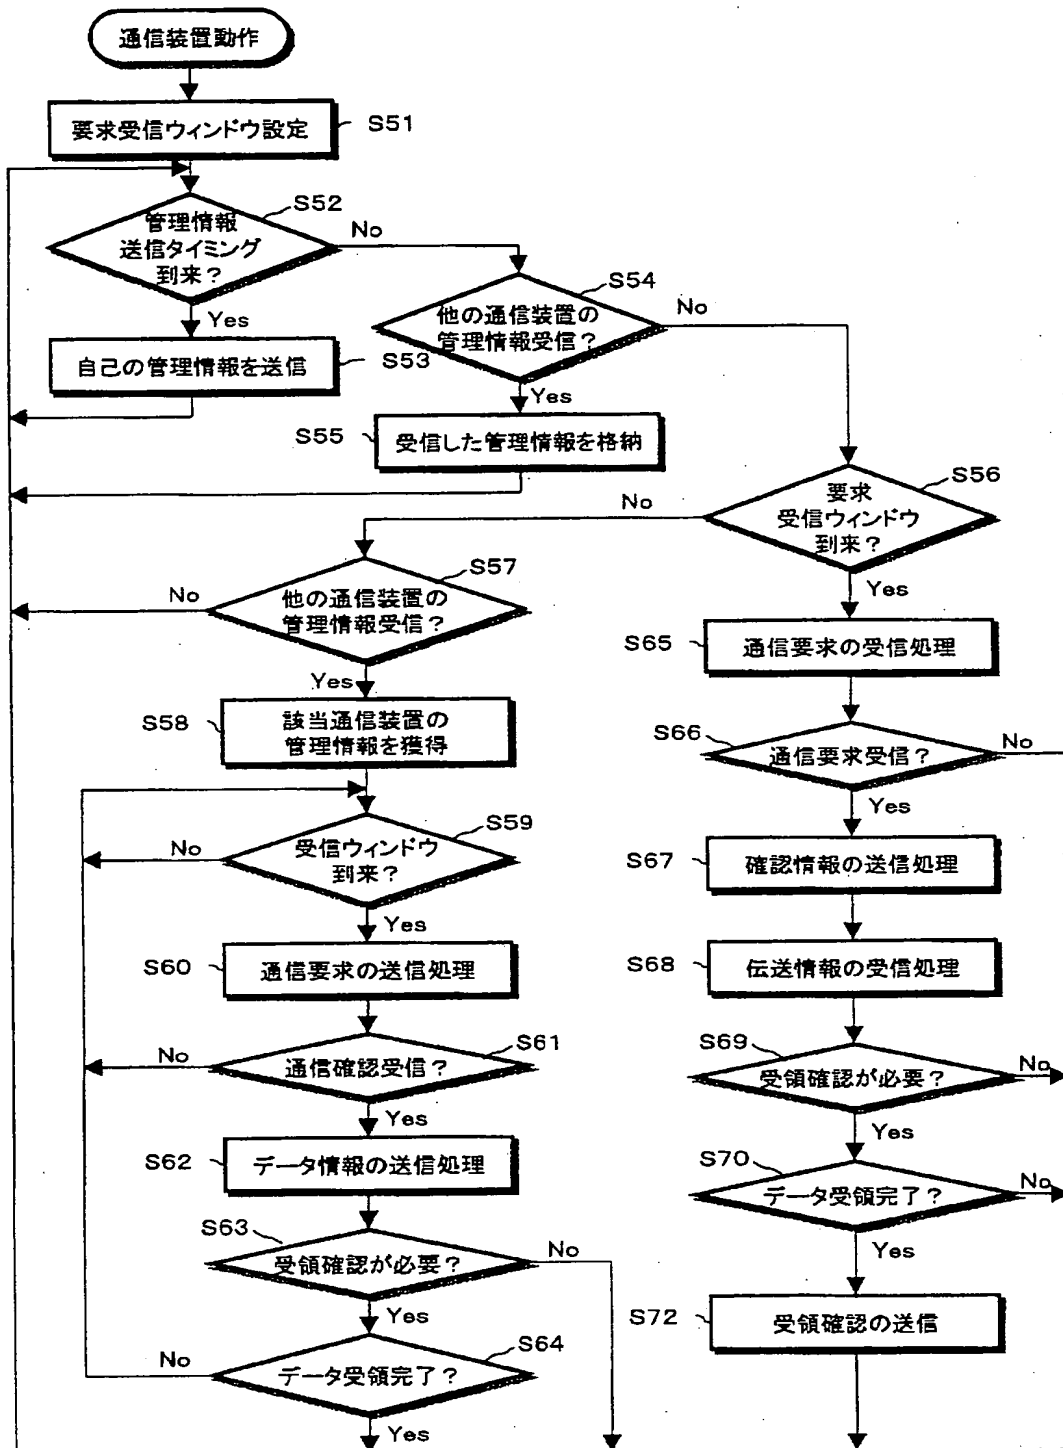 通信装置動作
要求受信ウィンドウ設定
S51
管理情報
送信タイミング
到来?
S52
No
Yes
自己の管理情報を送信
S53
他の通信装置の
管理情報受信?
S54
No
Yes
S55
受信した管理情報を格納
要求
受信ウィンドウ
到来?
S56
No
Yes
他の通信装置の
管理情報受信?
S57
No
Yes
S58
該当通信装置の
管理情報を獲得
受信ウィンドウ
到来?
S59
No
Yes
S60
通信要求の送信処理
通信確認受信?
S61
No
Yes
S62
データ情報の送信処理
S63
受領確認が必要?
No
Yes
データ受領完了?
S64
No
Yes
S65
通信要求の受信処理
S66
通信要求受信?
No
Yes
S67
確認情報の送信処理
S68
伝送情報の受信処理
S69
受領確認が必要?
No
Yes
S70
データ受領完了?
No
Yes
S72
受領確認の送信